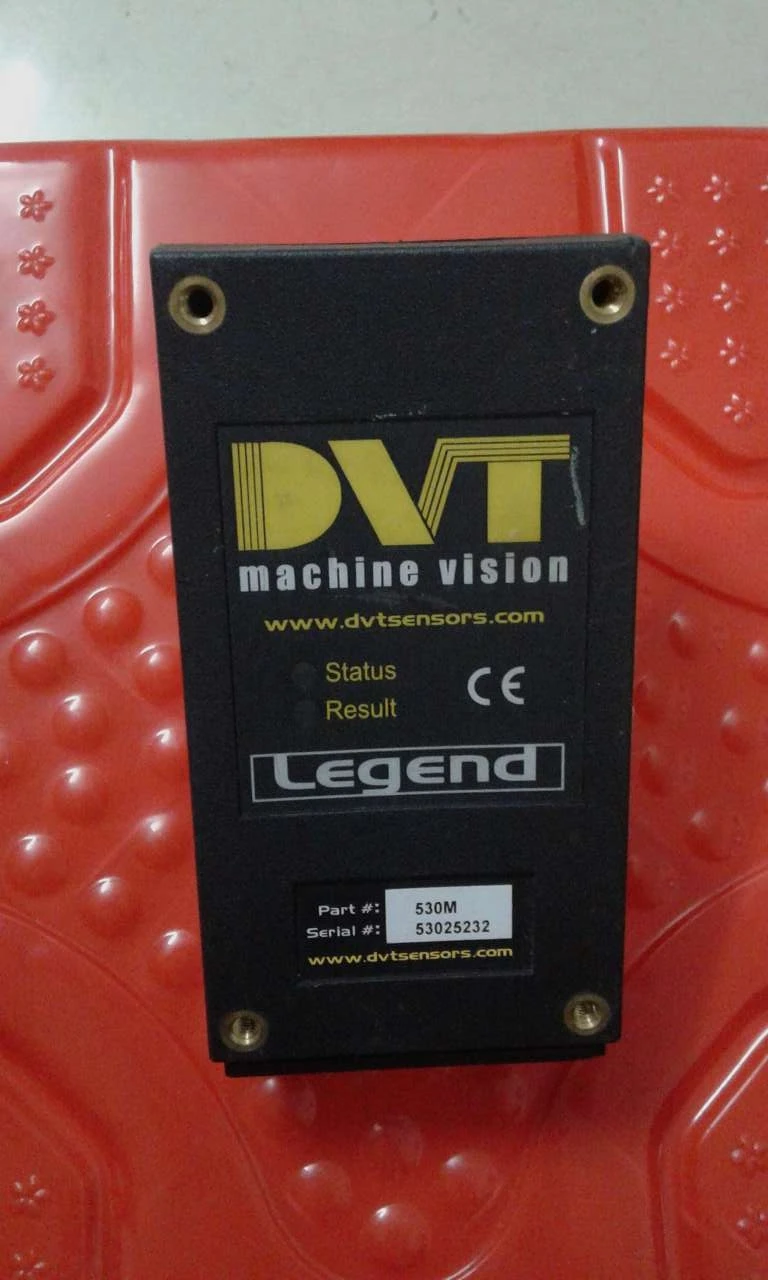 DVT
machine vision
www.dvtsensors.com
Status
Result
CE
Legend
Part #: 530M
Serial #: 53025232
www.dvtsensors.com